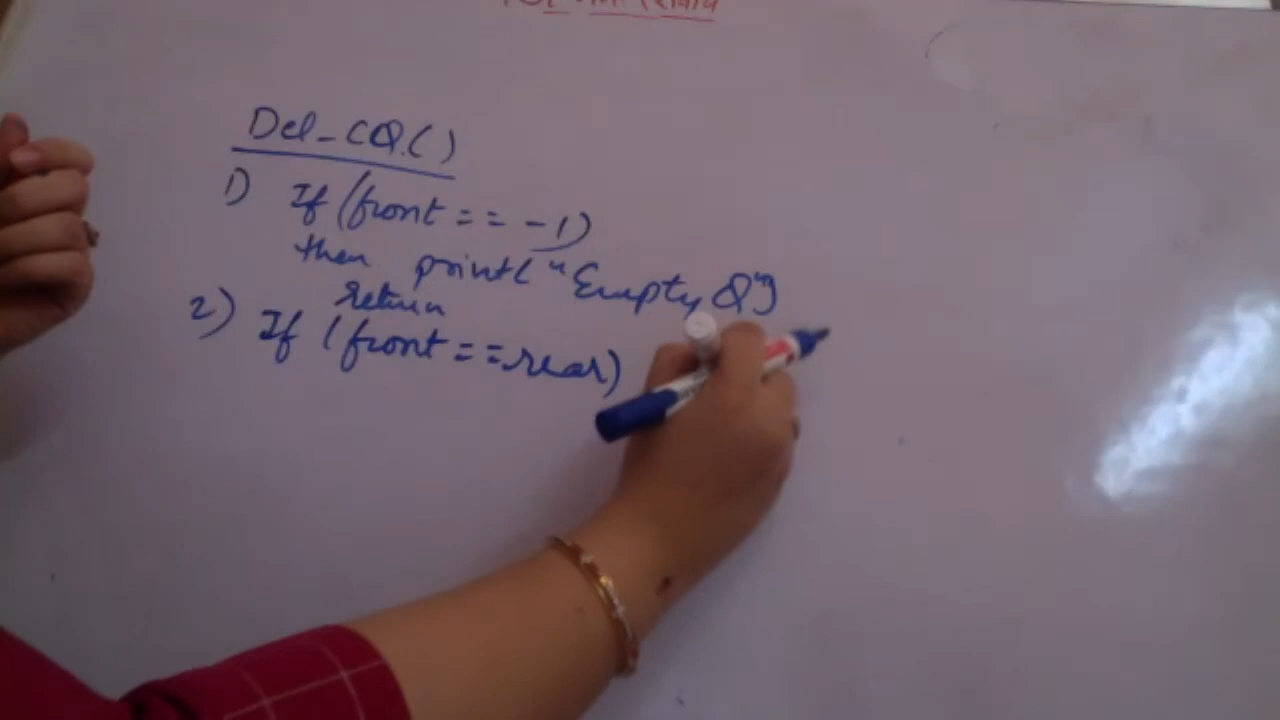 Del-CQ()
1) If (front == -1)
then print("Empty Q")
return
2) If (front == rear)